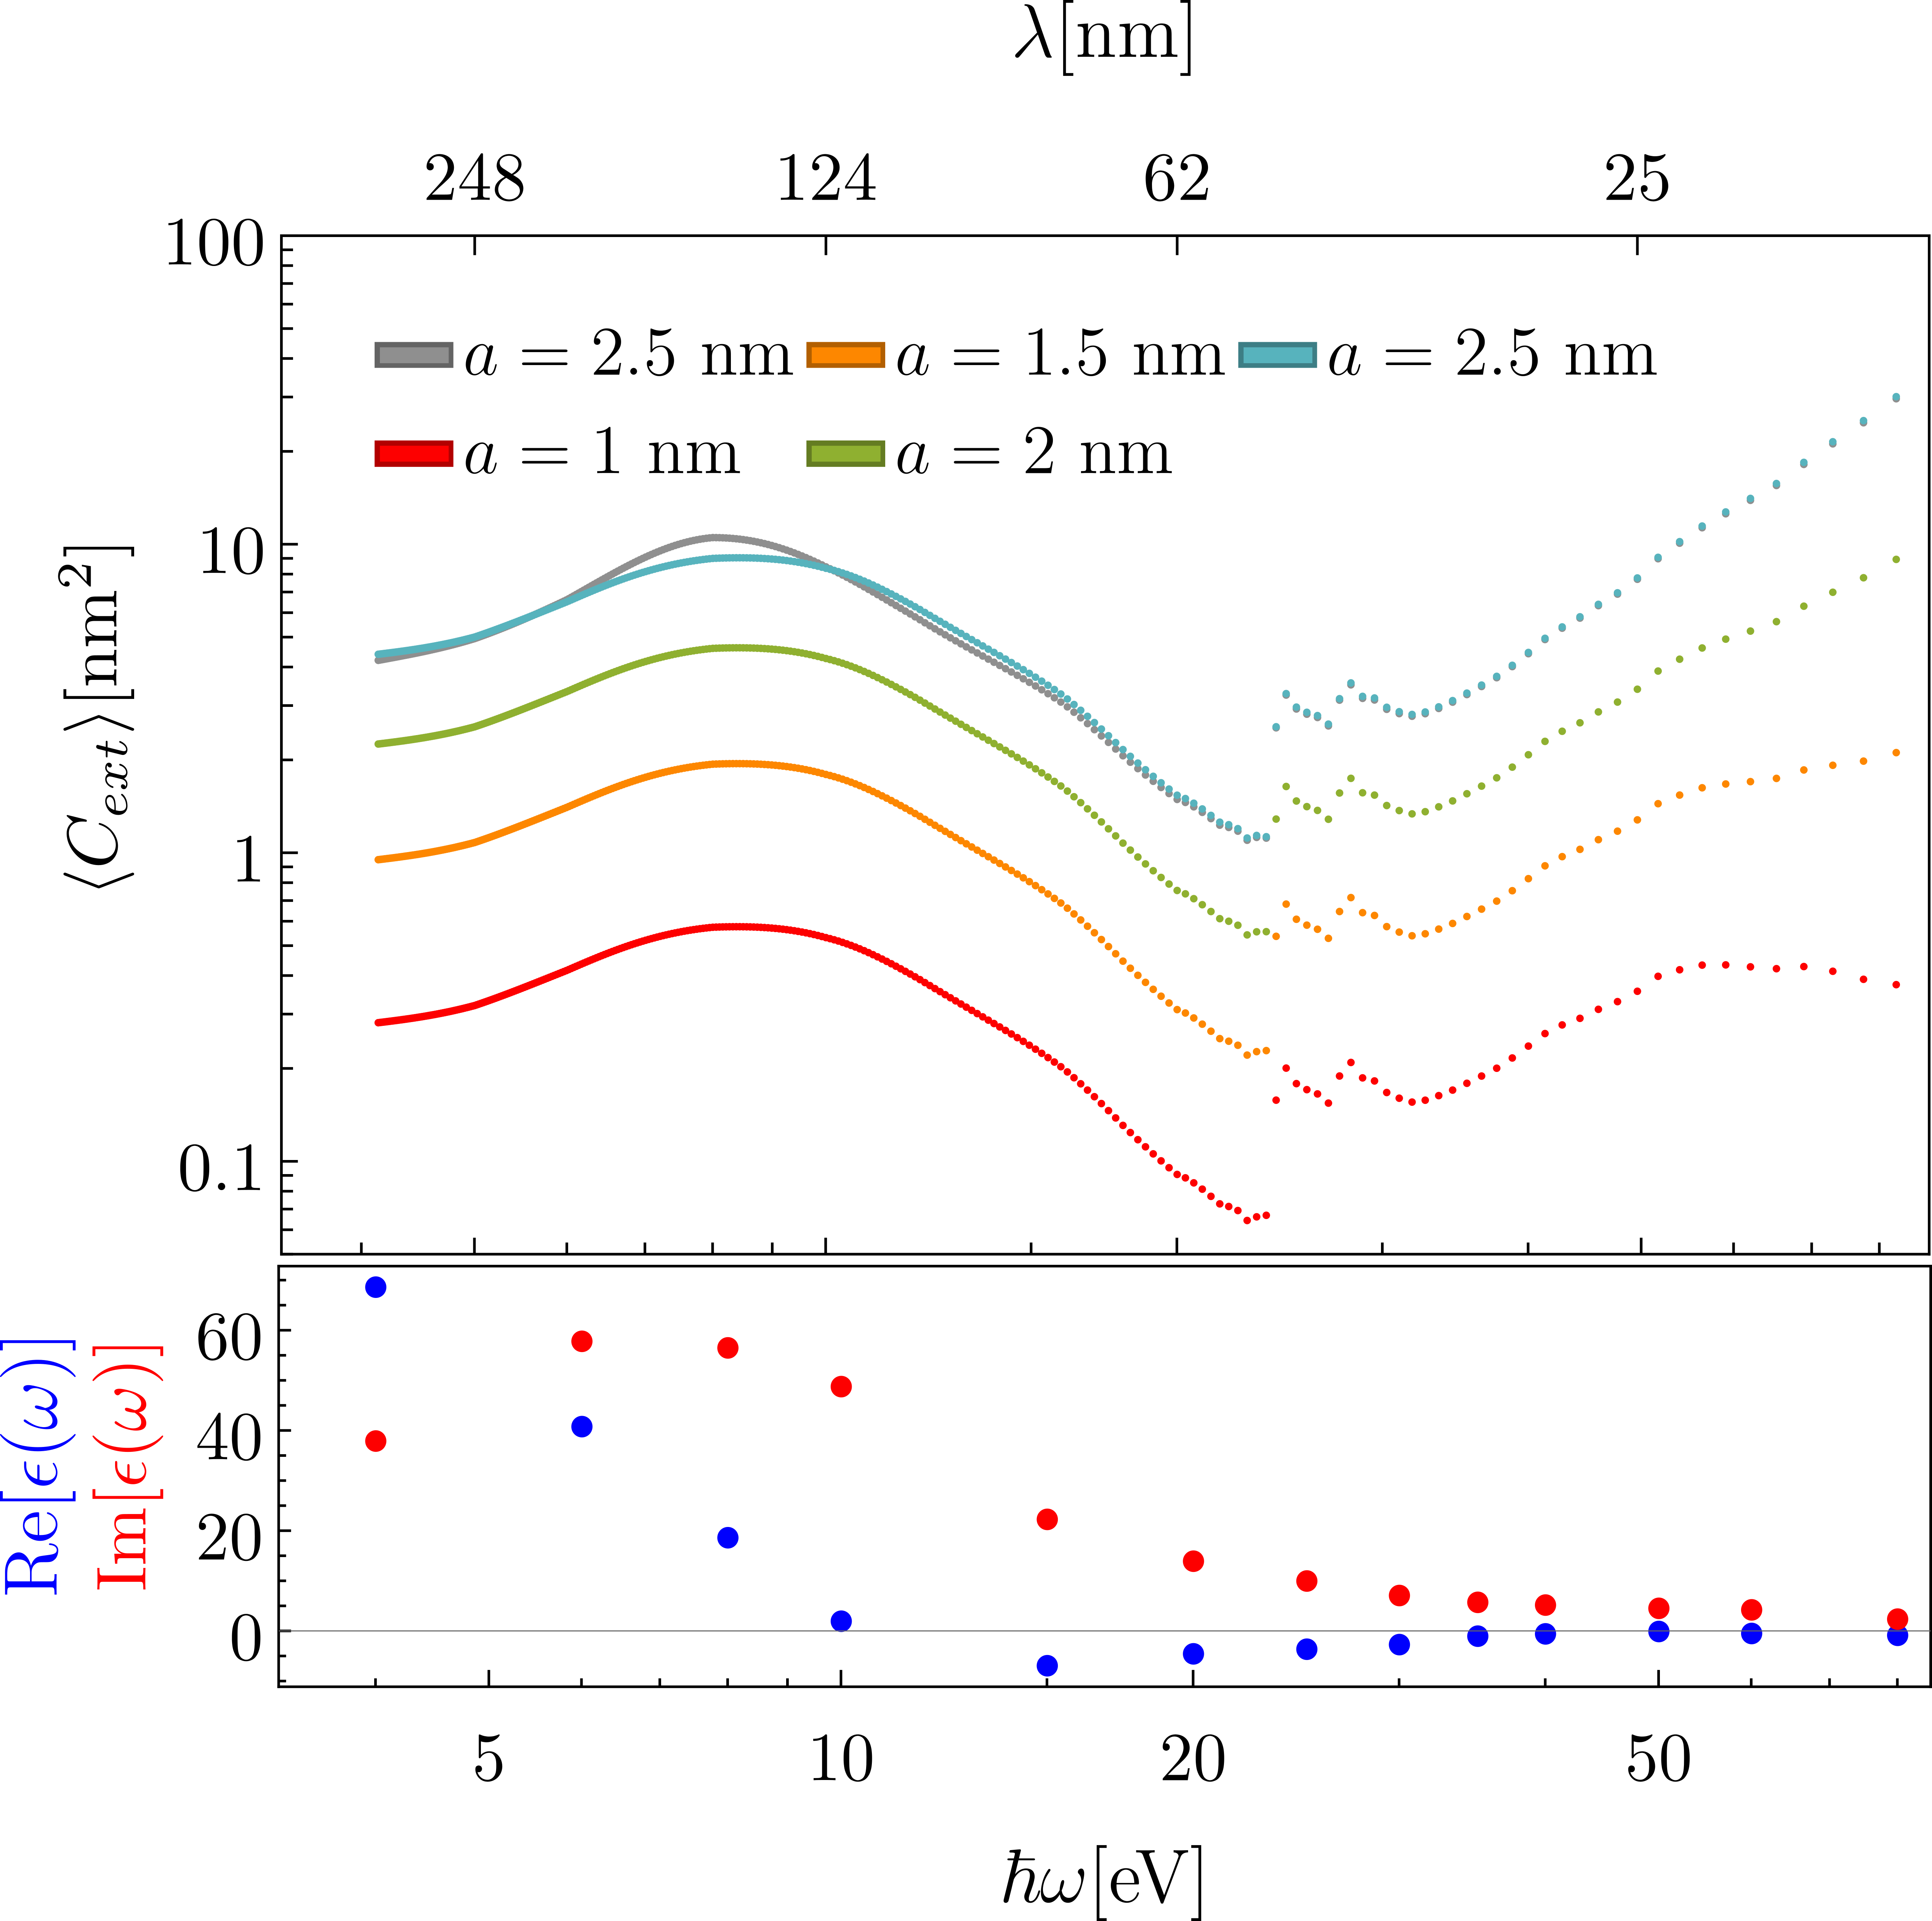 λ[nm]
248 124 62 25
100
a = 2.5 nm a = 1.5 nm a = 2.5 nm
a = 1 nm a = 2 nm
10
⟨C_ext⟩[nm²]
1
0.1
Re[ϵ(ω)]
Im[ϵ(ω)]
60
40
20
0
5 10 20 50
ħω[eV]